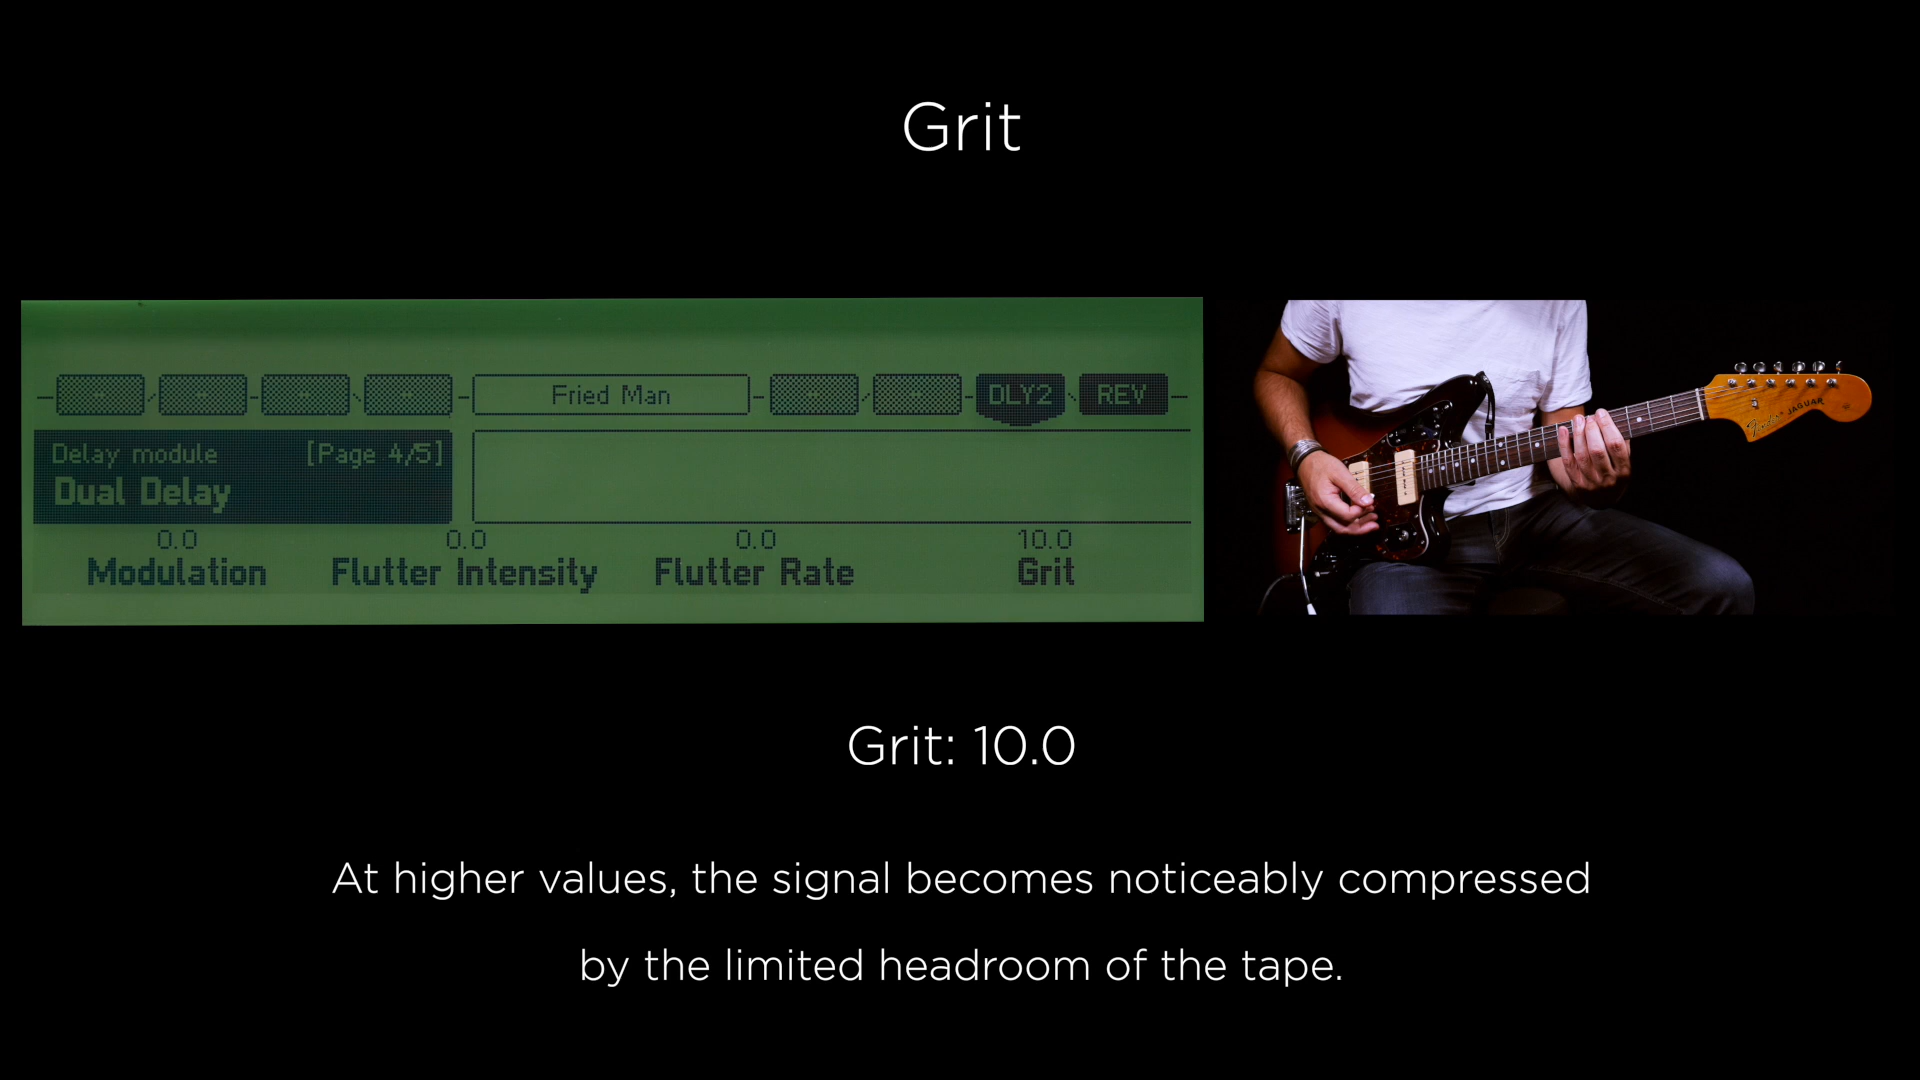 Grit
Fried Man
DLY2
REV
Delay module
[Page 4/5]
Dual Delay
0.0
0.0
0.0
10.0
Modulation
Flutter Intensity
Flutter Rate
Grit
Fender JAGUAR
Grit: 10.0
At higher values, the signal becomes noticeably compressed
by the limited headroom of the tape.